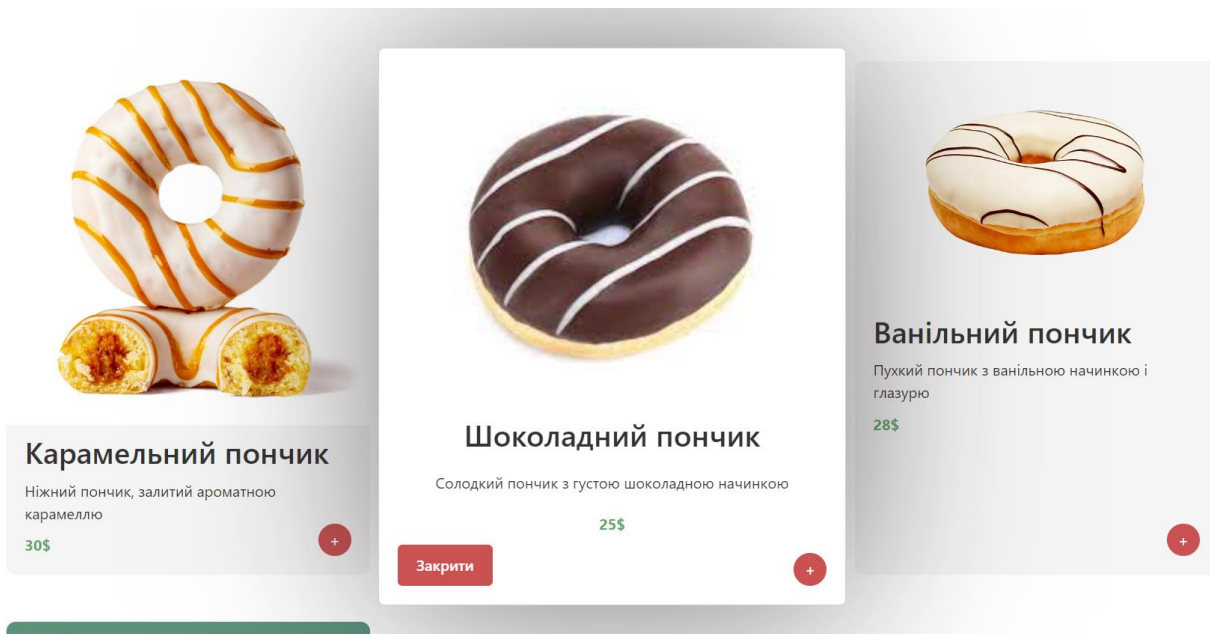 Карамельний пончик
Ніжний пончик, залитий ароматною
карамеллю
30$
+
Шоколадний пончик
Солодкий пончик з густою шоколадною начинкою
25$
Закрити
+
Ванільний пончик
Пухкий пончик з ванільною начинкою і
глазурю
28$
+